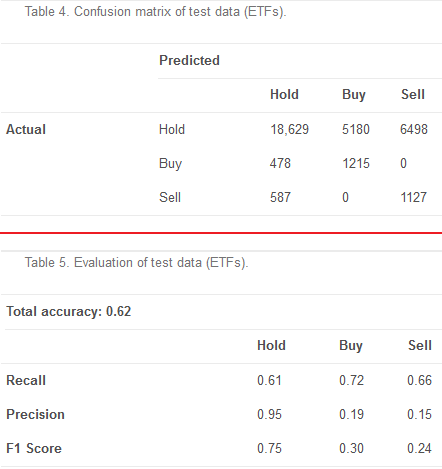 Table 4. Confusion matrix of test data (ETFs).
Predicted
Hold Buy Sell
Actual Hold 18,629 5180 6498
Buy 478 1215 0
Sell 587 0 1127
Table 5. Evaluation of test data (ETFs).
Total accuracy: 0.62
Hold Buy Sell
Recall 0.61 0.72 0.66
Precision 0.95 0.19 0.15
F1 Score 0.75 0.30 0.24